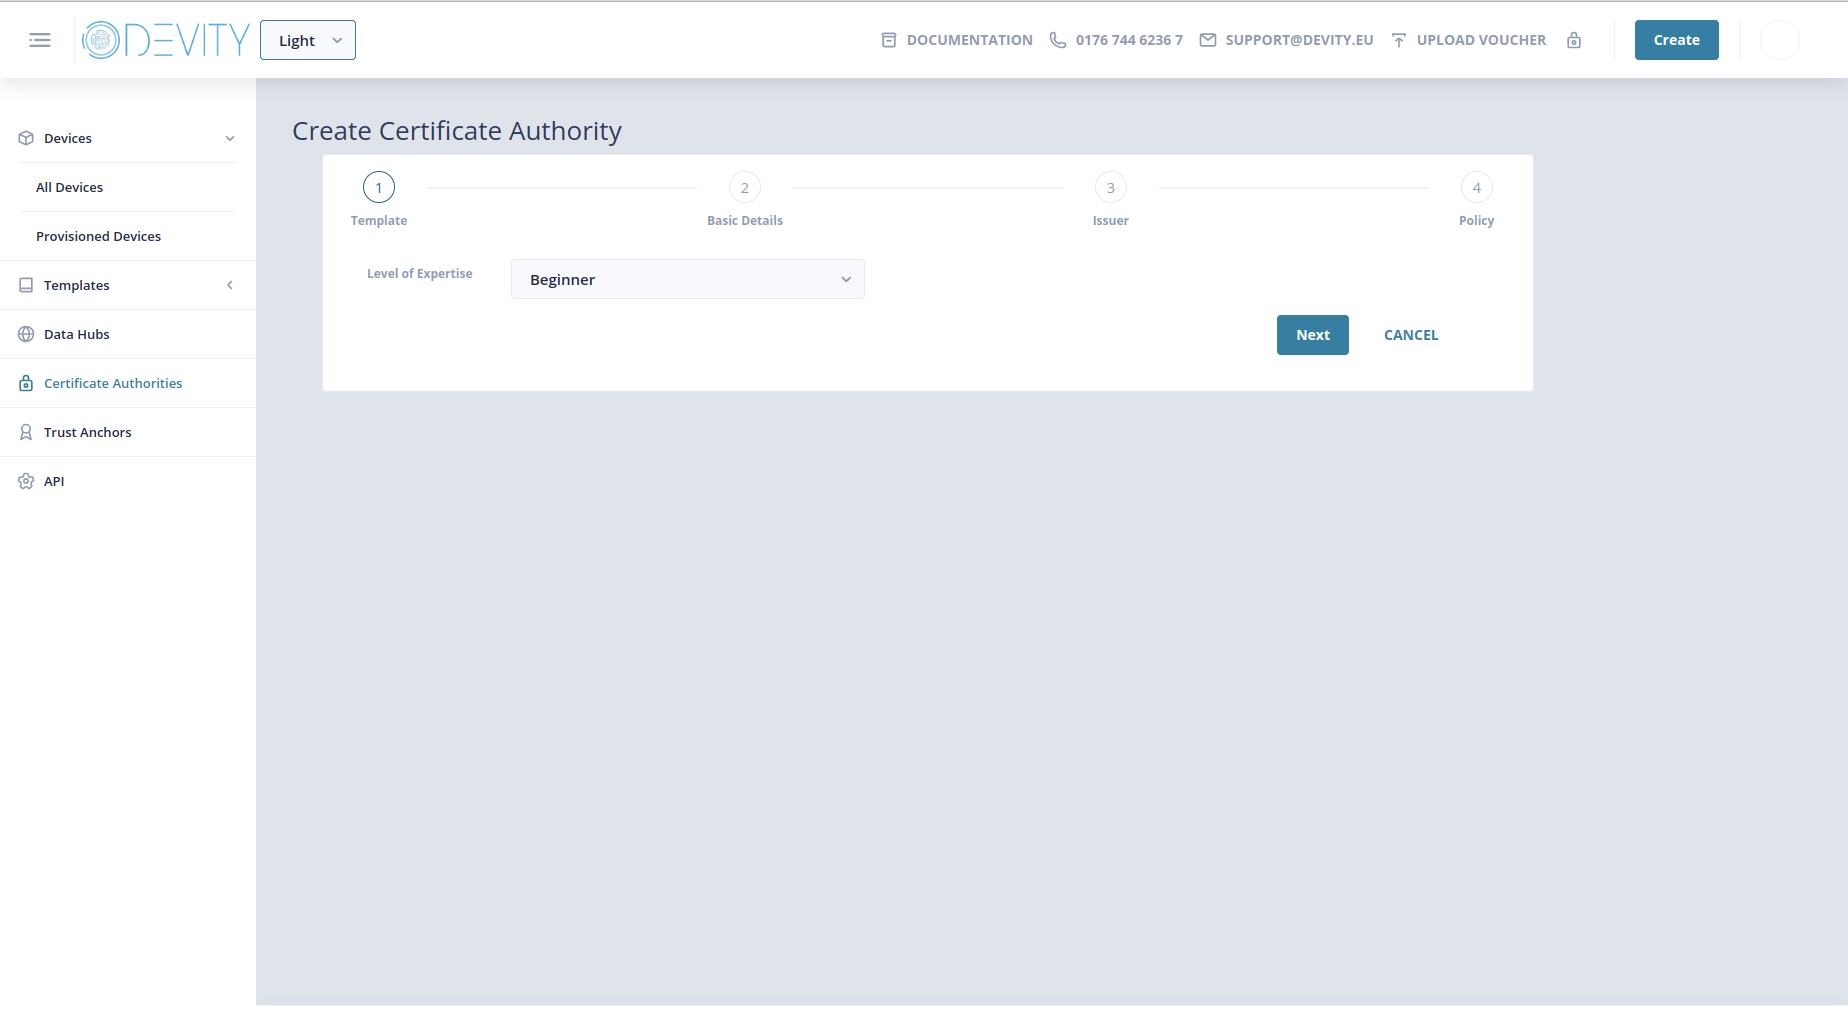 DEVITY
Light
DOCUMENTATION
0176 744 6236 7
SUPPORT@DEVITY.EU
UPLOAD VOUCHER
Create
Devices
All Devices
Provisioned Devices
Templates
Data Hubs
Certificate Authorities
Trust Anchors
API
Create Certificate Authority
1
2
3
4
Template
Basic Details
Issuer
Policy
Level of Expertise
Beginner
Next
CANCEL